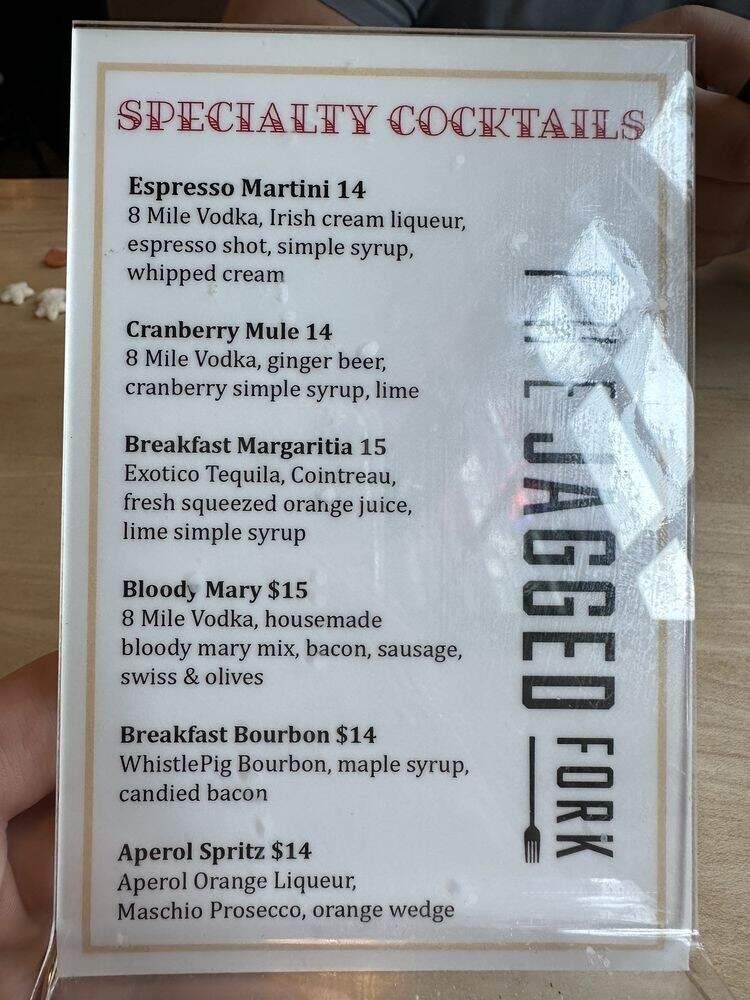 SPECIALTY COCKTAILS
Espresso Martini 14
8 Mile Vodka, Irish cream liqueur,
espresso shot, simple syrup,
whipped cream
Cranberry Mule 14
8 Mile Vodka, ginger beer,
cranberry simple syrup, lime
Breakfast Margaritia 15
Exotico Tequila, Cointreau,
fresh squeezed orange juice,
lime simple syrup
Bloody Mary $15
8 Mile Vodka, housemade
bloody mary mix, bacon, sausage,
swiss & olives
Breakfast Bourbon $14
WhistlePig Bourbon, maple syrup,
candied bacon
Aperol Spritz $14
Aperol Orange Liqueur,
Maschio Prosecco, orange wedge
THE JAGGED
FORK